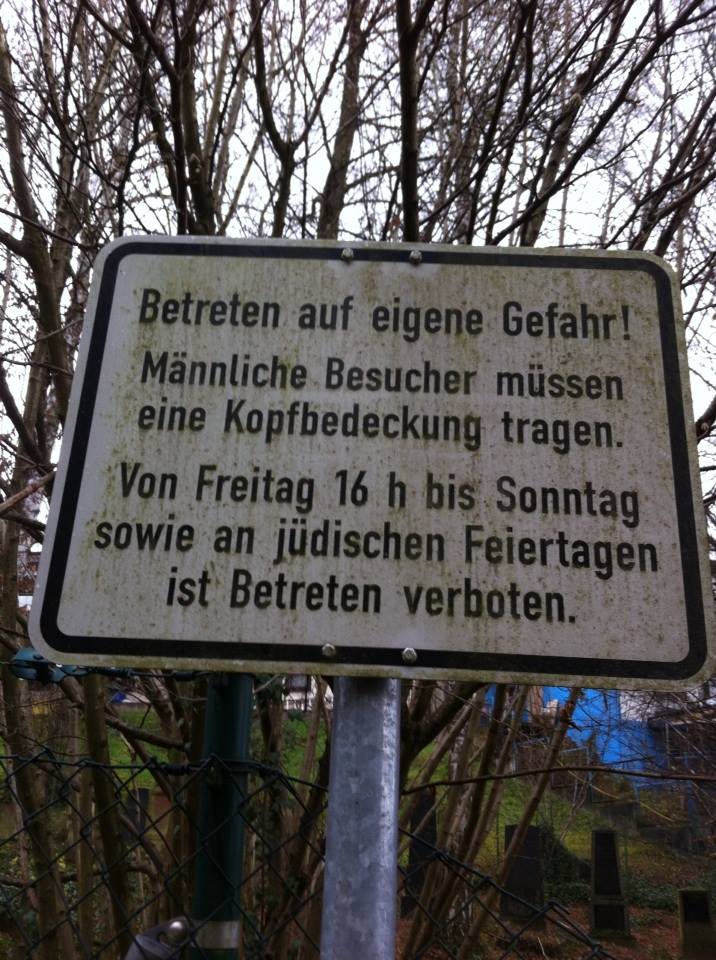 Betreten auf eigene Gefahr!
Männliche Besucher müssen
eine Kopfbedeckung tragen.
Von Freitag 16 h bis Sonntag
sowie an jüdischen Feiertagen
ist Betreten verboten.